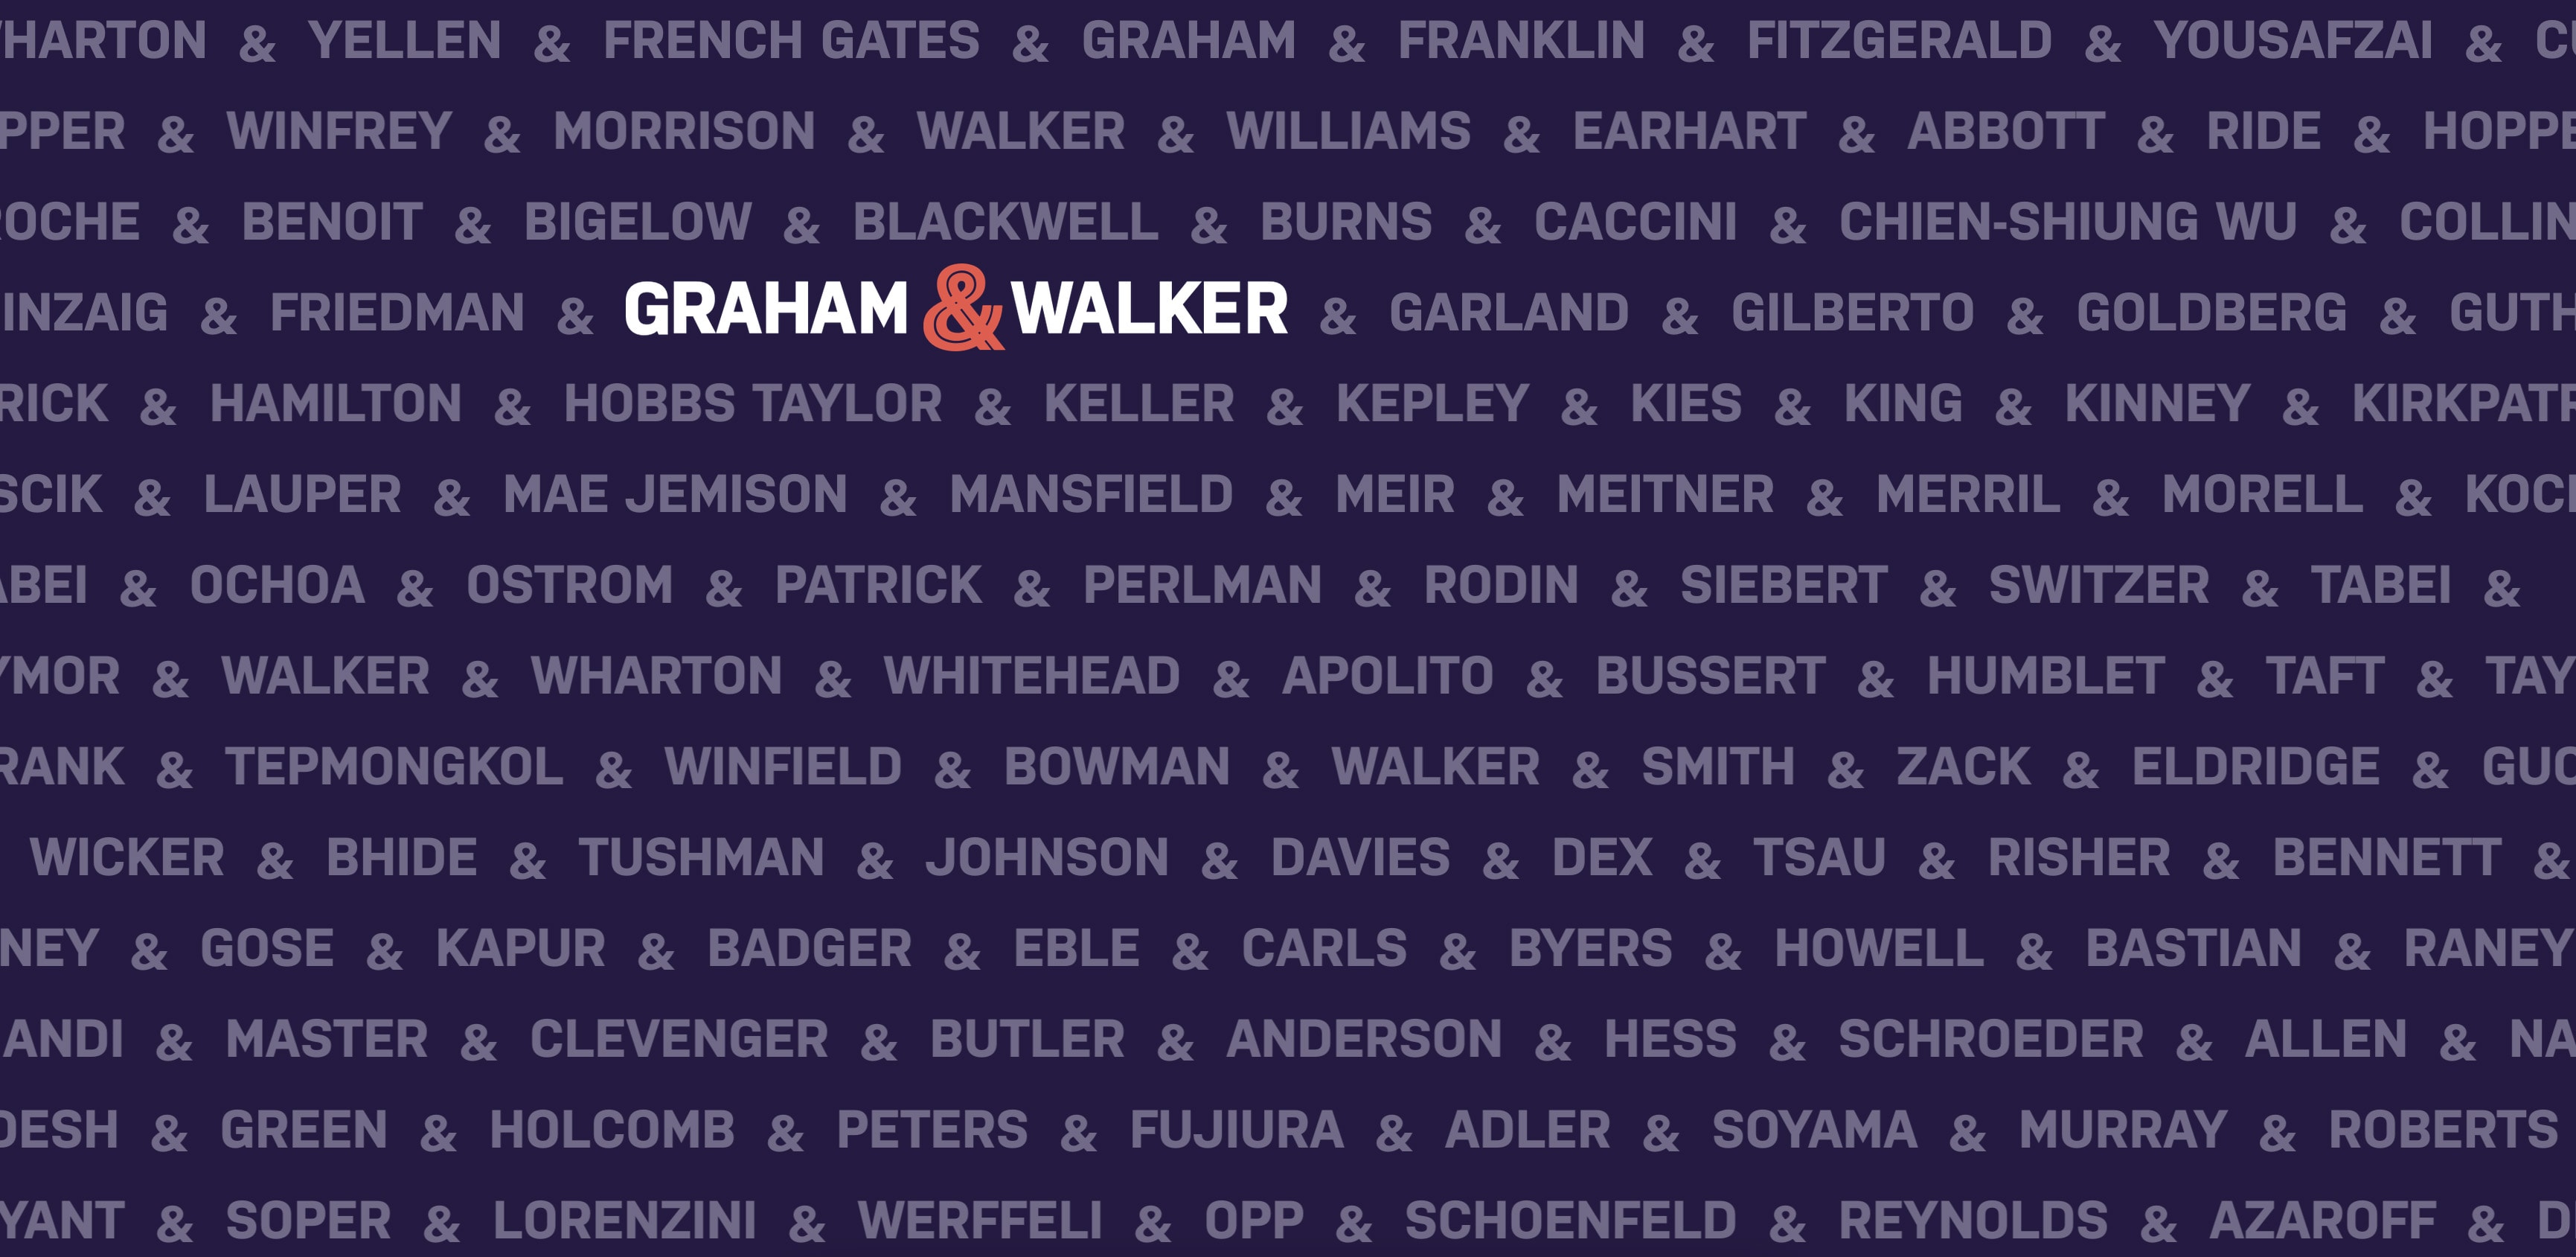 WHARTON & YELLEN & FRENCH GATES & GRAHAM & FRANKLIN & FITZGERALD & YOUSAFZAI & CU
PPER & WINFREY & MORRISON & WALKER & WILLIAMS & EARHART & ABBOTT & RIDE & HOPPE
ROCHE & BENOIT & BIGELOW & BLACKWELL & BURNS & CACCINI & CHIEN-SHIUNG WU & COLLIN
INZAIG & FRIEDMAN & GRAHAM & WALKER & GARLAND & GILBERTO & GOLDBERG & GUTH
RICK & HAMILTON & HOBBS TAYLOR & KELLER & KEPLEY & KIES & KING & KINNEY & KIRKPATR
SCIK & LAUPER & MAE JEMISON & MANSFIELD & MEIR & MEITNER & MERRIL & MORELL & KOCI
ABEI & OCHOA & OSTROM & PATRICK & PERLMAN & RODIN & SIEBERT & SWITZER & TABEI &
YMOR & WALKER & WHARTON & WHITEHEAD & APOLITO & BUSSERT & HUMBLET & TAFT & TAY
RANK & TEPMONGKOL & WINFIELD & BOWMAN & WALKER & SMITH & ZACK & ELDRIDGE & GUC
WICKER & BHIDE & TUSHMAN & JOHNSON & DAVIES & DEX & TSAU & RISHER & BENNETT &
NEY & GOSE & KAPUR & BADGER & EBLE & CARLS & BYERS & HOWELL & BASTIAN & RANEY
ANDI & MASTER & CLEVENGER & BUTLER & ANDERSON & HESS & SCHROEDER & ALLEN & NA
DESH & GREEN & HOLCOMB & PETERS & FUJIURA & ADLER & SOYAMA & MURRAY & ROBERTS
YANT & SOPER & LORENZINI & WERFFELI & OPP & SCHOENFELD & REYNOLDS & AZAROFF & D